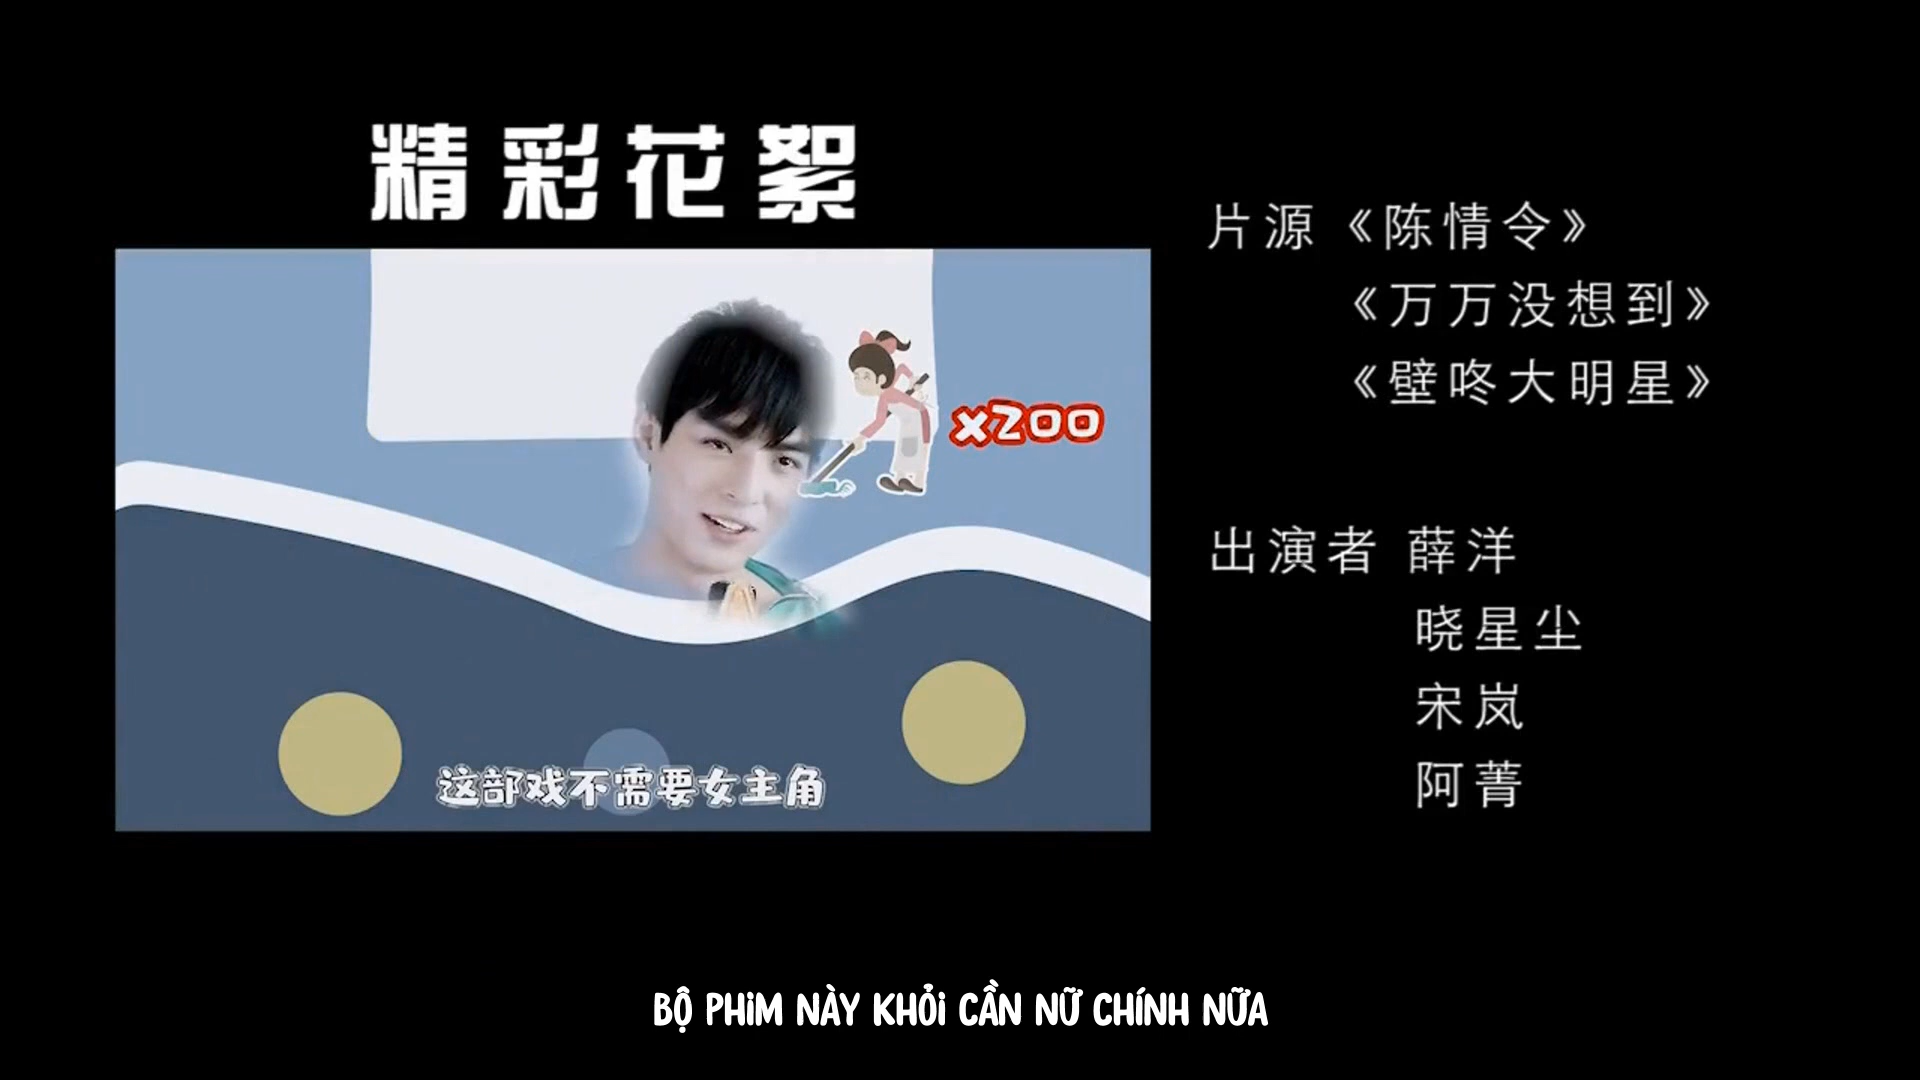 精彩花絮
片源《陈情令》
《万万没想到》
《壁咚大明星》
x200
出演者 薛洋
晓星尘
宋岚
阿菁
这部戏不需要女主角
BỘ PHIM NÀY KHỎI CẦN NỮ CHÍNH NỮA